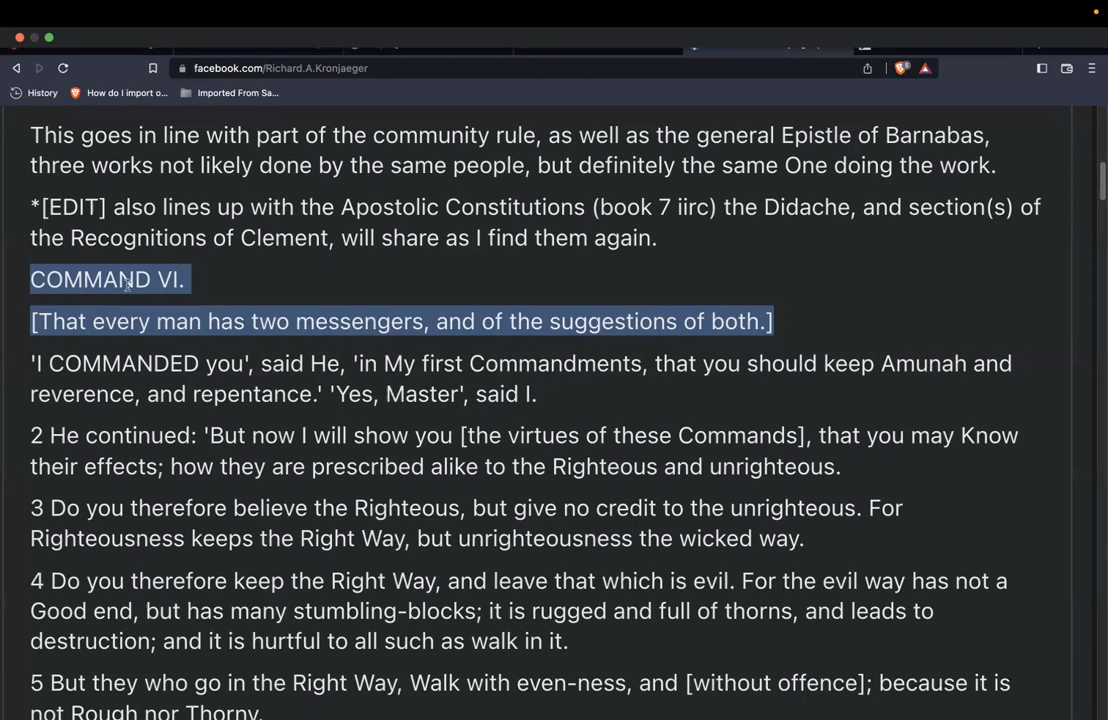 facebook.com/Richard.A.Kronjaeger
History How do I import o... Imported From Sa...
This goes in line with part of the community rule, as well as the general Epistle of Barnabas,
three works not likely done by the same people, but definitely the same One doing the work.
*[EDIT] also lines up with the Apostolic Constitutions (book 7 iirc) the Didache, and section(s) of
the Recognitions of Clement, will share as I find them again.
COMMAND VI.
[That every man has two messengers, and of the suggestions of both.]
'I COMMANDED you', said He, 'in My first Commandments, that you should keep Amunah and
reverence, and repentance.' 'Yes, Master', said I.
2 He continued: 'But now I will show you [the virtues of these Commands], that you may Know
their effects; how they are prescribed alike to the Righteous and unrighteous.
3 Do you therefore believe the Righteous, but give no credit to the unrighteous. For
Righteousness keeps the Right Way, but unrighteousness the wicked way.
4 Do you therefore keep the Right Way, and leave that which is evil. For the evil way has not a
Good end, but has many stumbling-blocks; it is rugged and full of thorns, and leads to
destruction; and it is hurtful to all such as walk in it.
5 But they who go in the Right Way, Walk with even-ness, and [without offence]; because it is
not Rough nor Thorny.